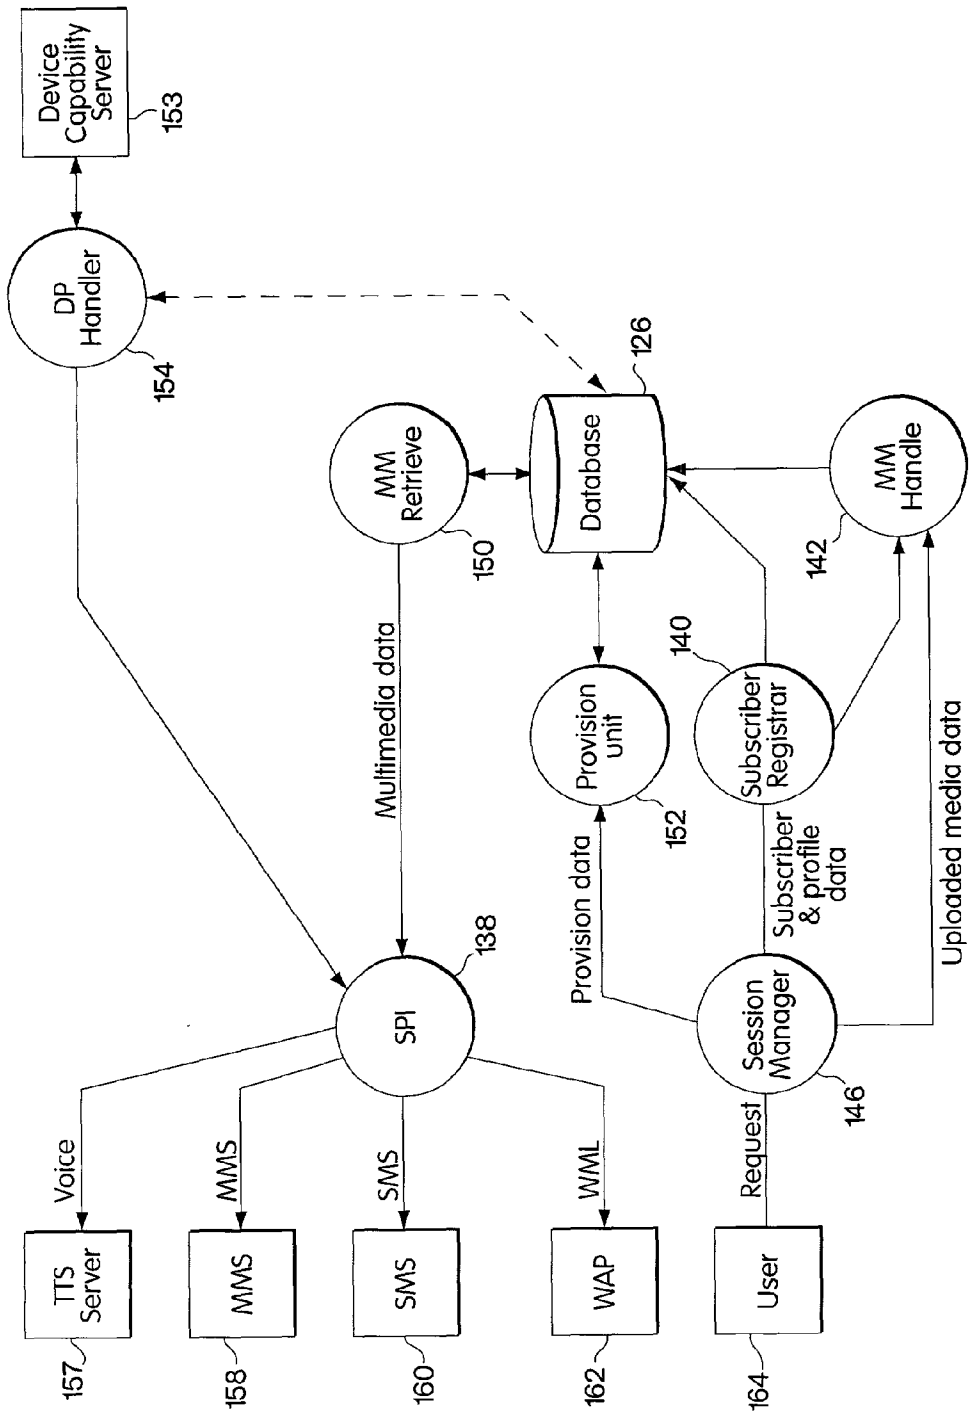 TTS
Server
157
Voice
MMS
158
MMS
SMS
160
SMS
WAP
162
WML
User
164
Request
SPI
138
Session
Manager
146
Multimedia data
Provision data
Subscriber
& profile
data
Uploaded media data
Provision
unit
152
Subscriber
Registrar
140
DP
Handler
154
MM
Retrieve
150
Database
126
MM
Handle
142
Device
Capability
Server
153